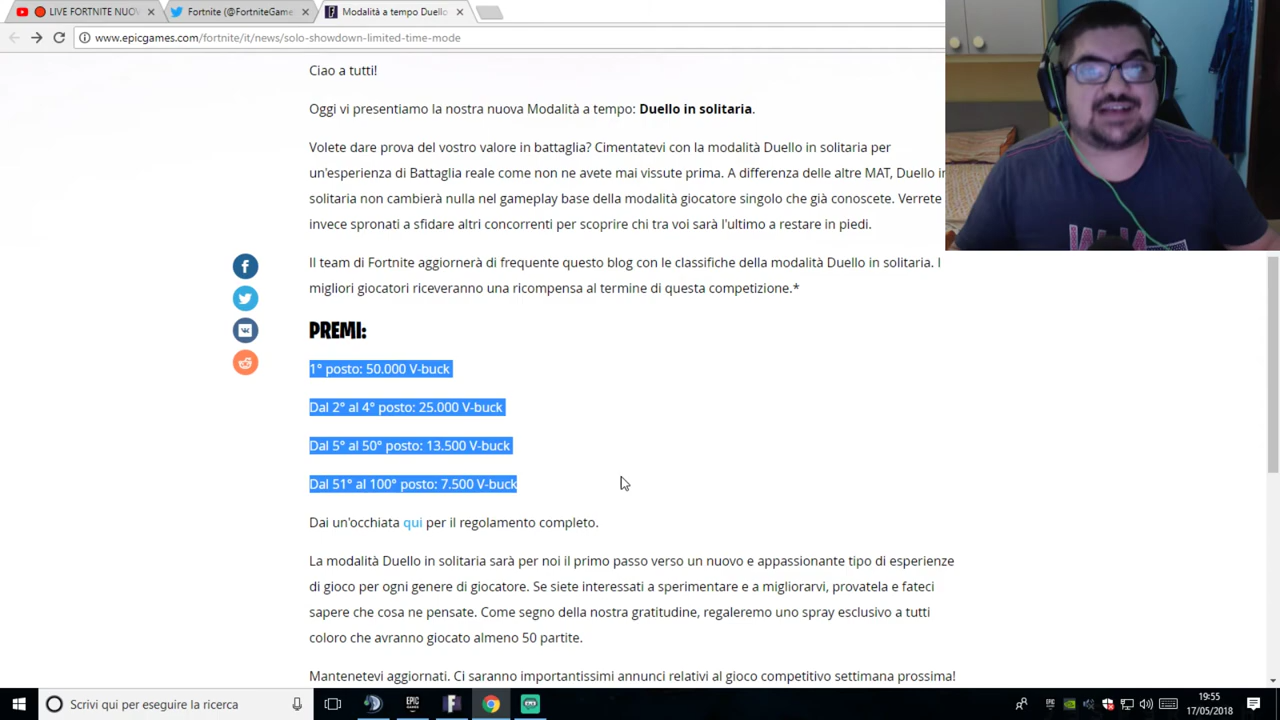 LIVE FORTNITE NUOV
Fortnite (@FortniteGame
Modalità a tempo Duello
www.epicgames.com/fortnite/it/news/solo-showdown-limited-time-mode
Ciao a tutti!
Oggi vi presentiamo la nostra nuova Modalità a tempo: Duello in solitaria.
Volete dare prova del vostro valore in battaglia? Cimentatevi con la modalità Duello in solitaria per
un'esperienza di Battaglia reale come non ne avete mai vissute prima. A differenza delle altre MAT, Duello in
solitaria non cambierà nulla nel gameplay base della modalità giocatore singolo che già conoscete. Verrete
invece spronati a sfidare altri concorrenti per scoprire chi tra voi sarà l'ultimo a restare in piedi.
Il team di Fortnite aggiornerà di frequente questo blog con le classifiche della modalità Duello in solitaria. I
migliori giocatori riceveranno una ricompensa al termine di questa competizione.*
PREMI:
1° posto: 50.000 V-buck
Dal 2° al 4° posto: 25.000 V-buck
Dal 5° al 50° posto: 13.500 V-buck
Dal 51° al 100° posto: 7.500 V-buck
Dai un'occhiata qui per il regolamento completo.
La modalità Duello in solitaria sarà per noi il primo passo verso un nuovo e appassionante tipo di esperienze
di gioco per ogni genere di giocatore. Se siete interessati a sperimentare e a migliorarvi, provatela e fateci
sapere che cosa ne pensate. Come segno della nostra gratitudine, regaleremo uno spray esclusivo a tutti
coloro che avranno giocato almeno 50 partite.
Mantenetevi aggiornati. Ci saranno importantissimi annunci relativi al gioco competitivo settimana prossima!
Scrivi qui per eseguire la ricerca
19:55
17/05/2018